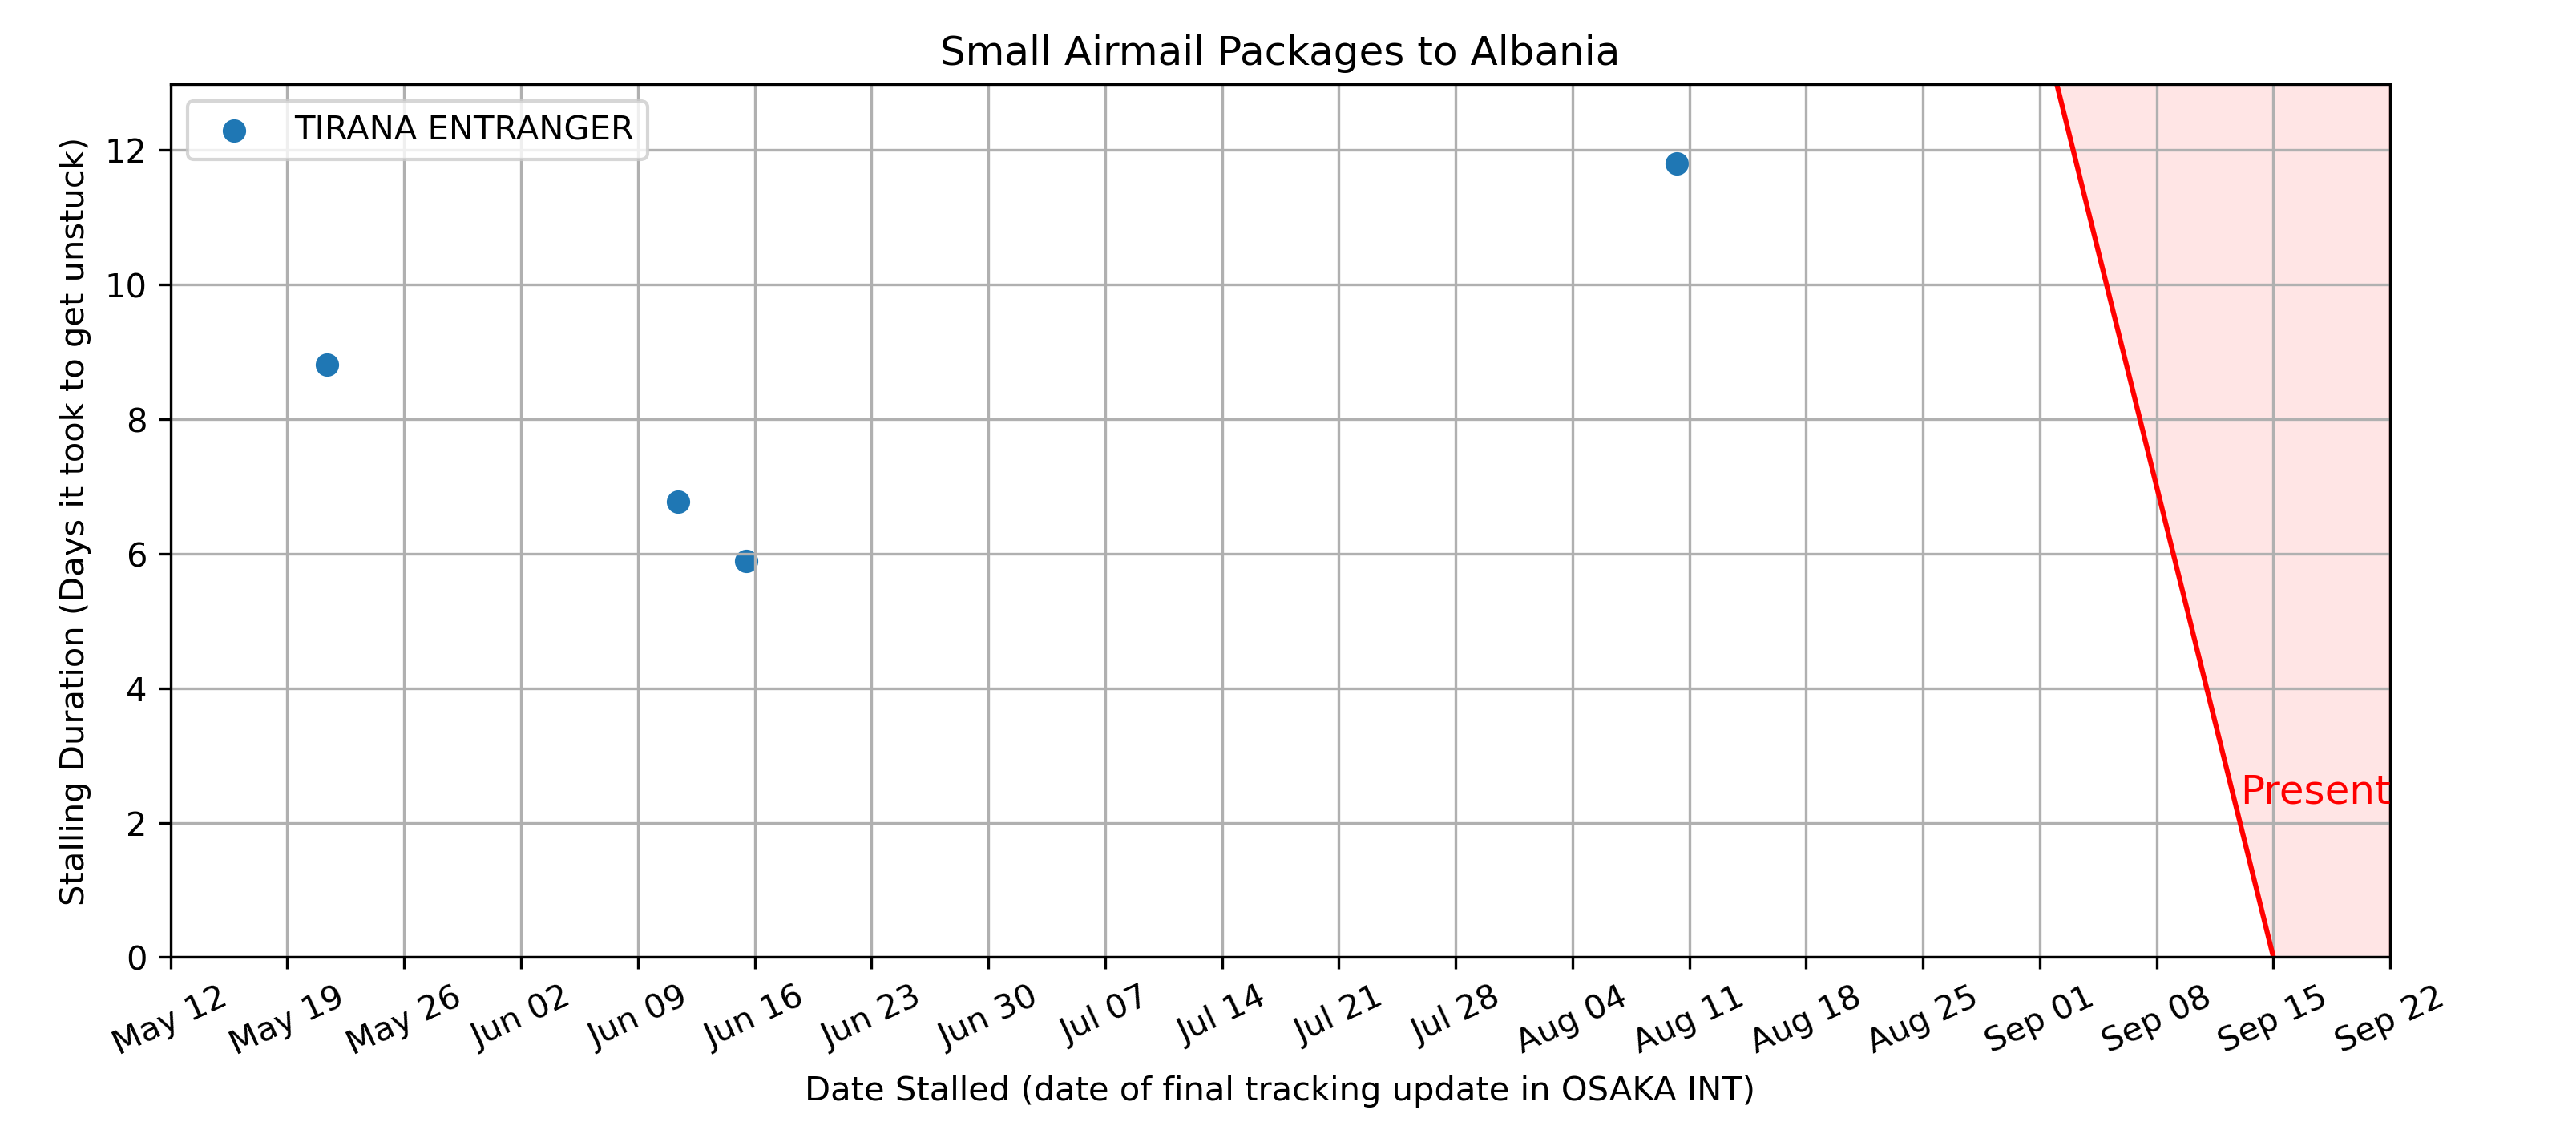 Small Airmail Packages to Albania
TIRANA ENTRANGER
Stalling Duration (Days it took to get unstuck)
12
10
8
6
4
2
0
Present
May 12
May 19
May 26
Jun 02
Jun 09
Jun 16
Jun 23
Jun 30
Jul 07
Jul 14
Jul 21
Jul 28
Aug 04
Aug 11
Aug 18
Aug 25
Sep 01
Sep 08
Sep 15
Sep 22
Date Stalled (date of final tracking update in OSAKA INT)